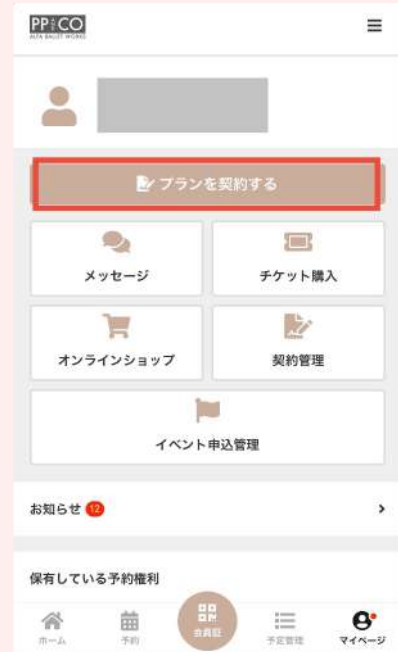 PP CO
ALFA BALLET WORKS
プランを契約する
メッセージ
チケット購入
オンラインショップ
契約管理
イベント申込管理
お知らせ 12
保有している予約権利
ホーム
予約
会員証
予定管理
マイページ